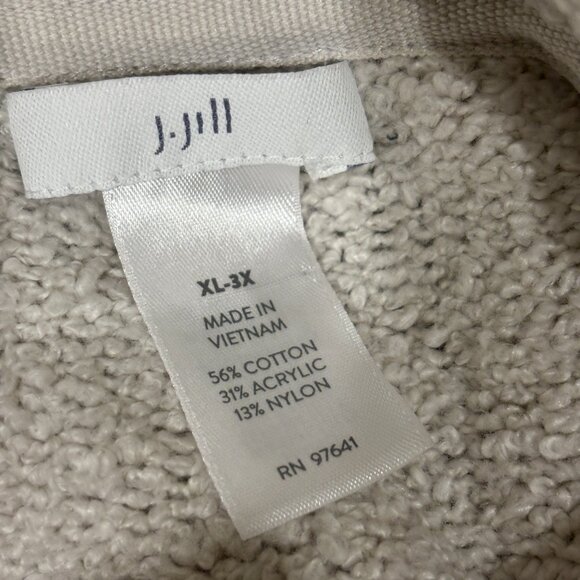 J.Jill
XL-3X
MADE IN
VIETNAM
56% COTTON
31% ACRYLIC
13% NYLON
RN 97641